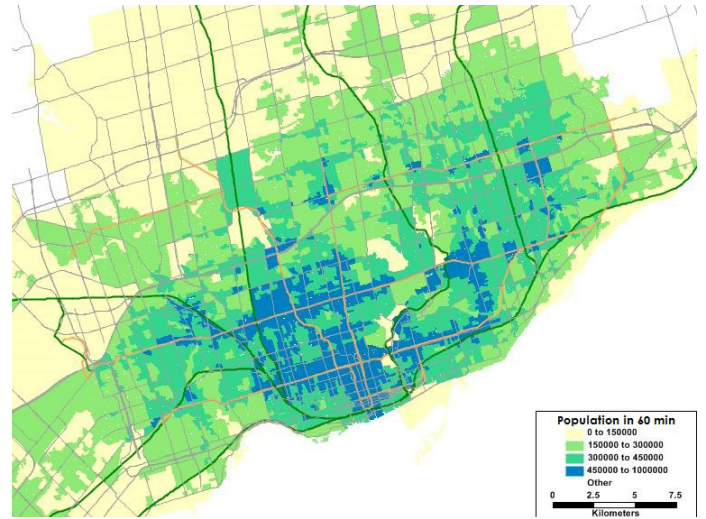 Population in 60 min
0 to 150000
150000 to 300000
300000 to 450000
450000 to 1000000
Other
0 2.5 5 7.5
Kilometers